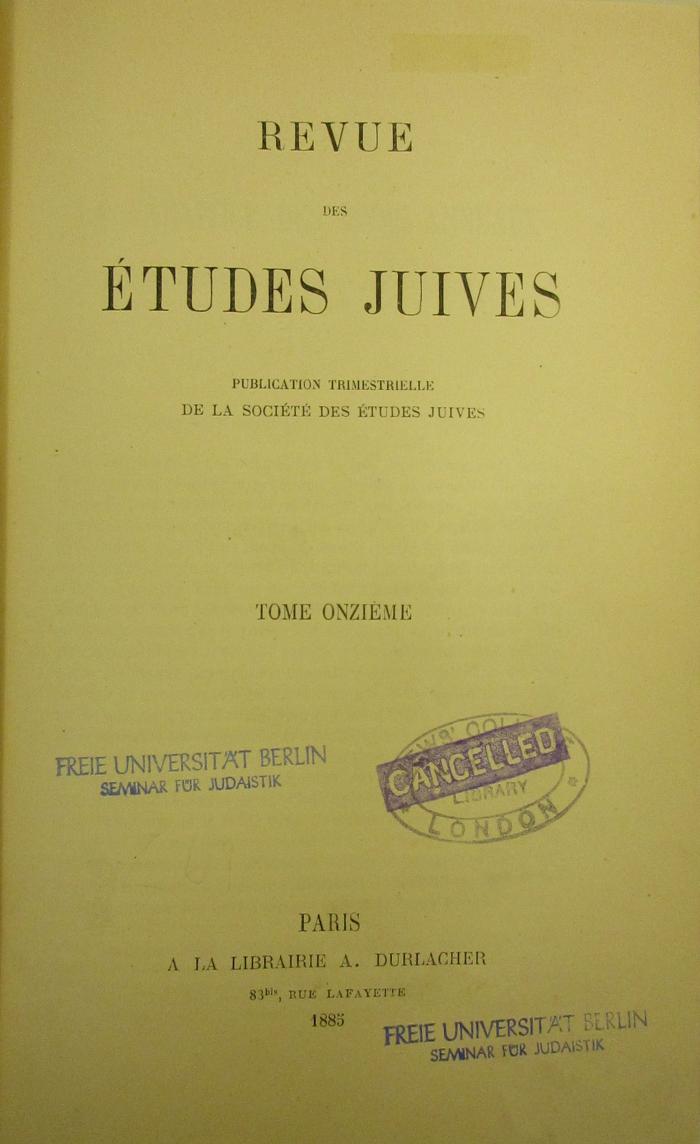 REVUE
DES
ÉTUDES JUIVES
PUBLICATION TRIMESTRIELLE
DE LA SOCIÉTÉ DES ÉTUDES JUIVES
TOME ONZIÈME
FREIE UNIVERSITÄT BERLIN
SEMINAR FÜR JUDAISTIK
CANCELLED
LIBRARY
LONDON
PARIS
A LA LIBRAIRIE A. DURLACHER
83bis, RUE LAFAYETTE
1885
FREIE UNIVERSITÄT BERLIN
SEMINAR FÜR JUDAISTIK